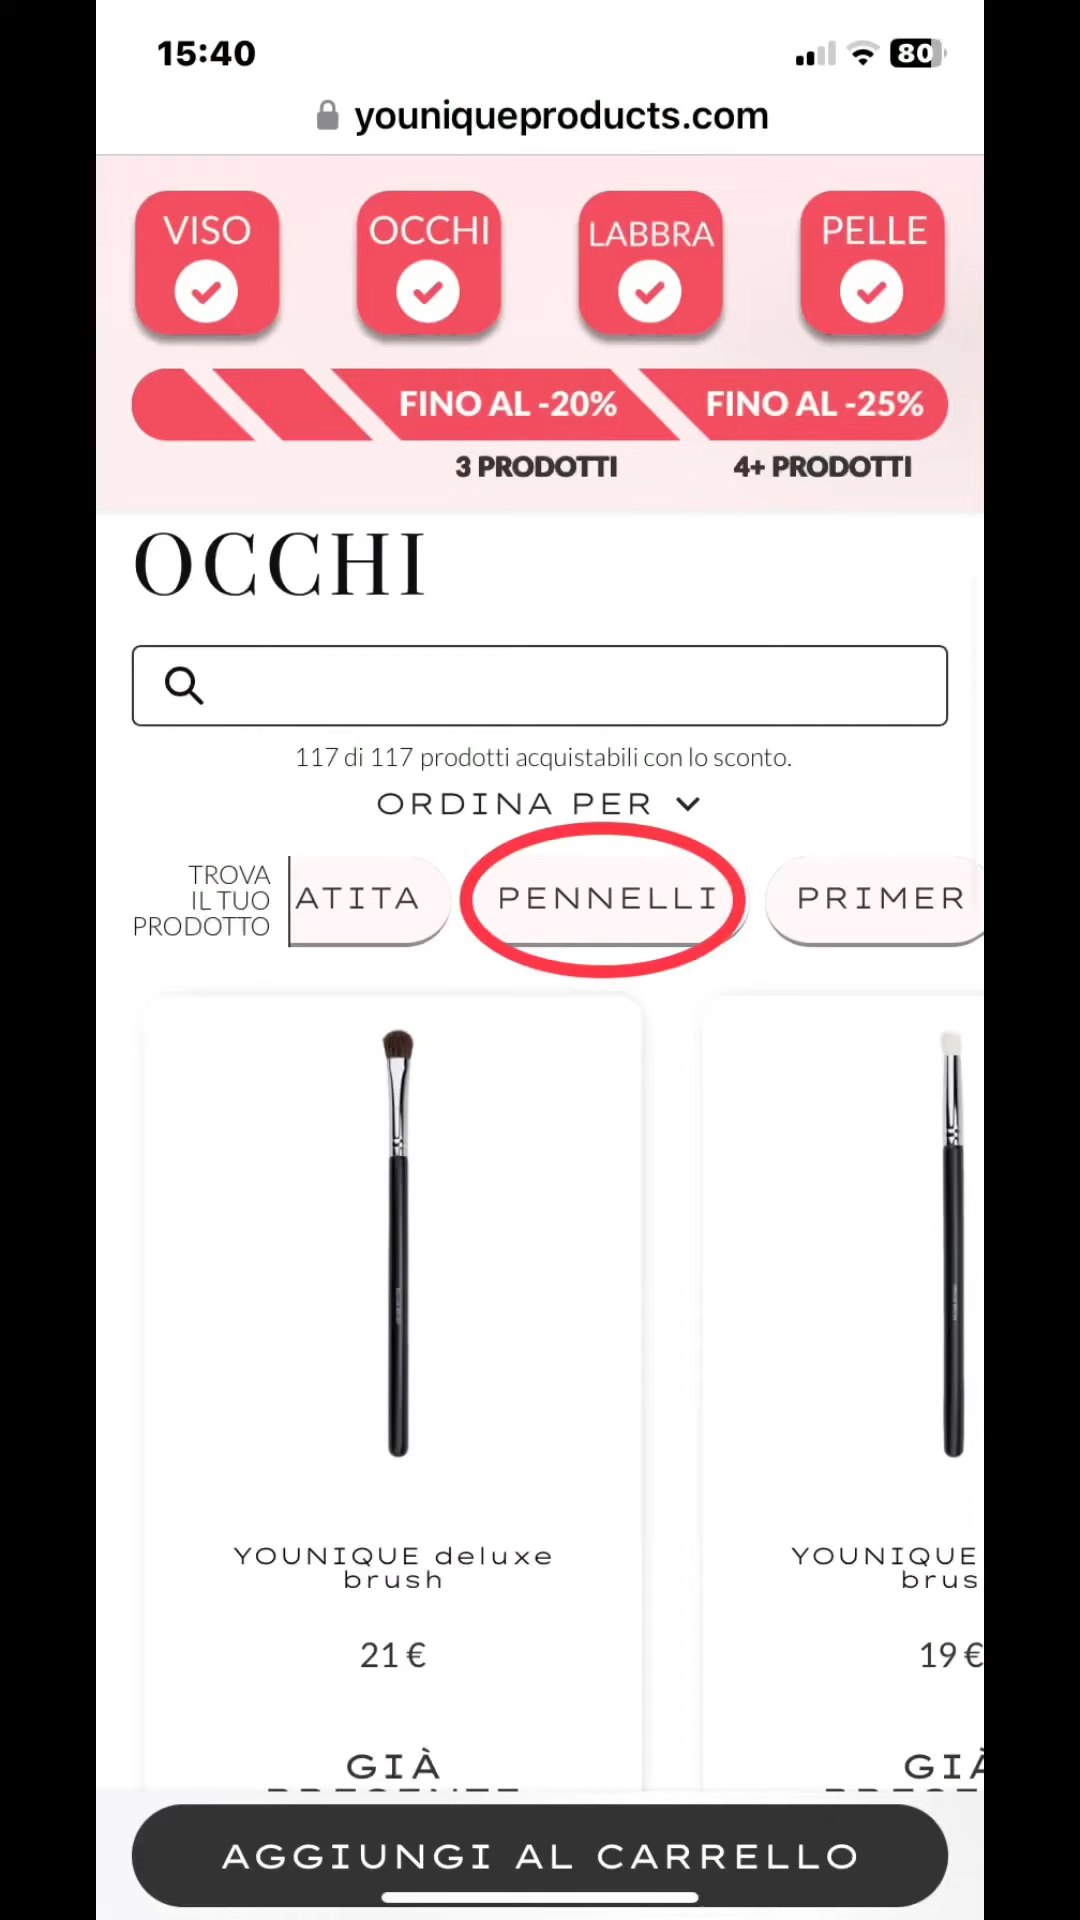 15:40
80
youniqueproducts.com
VISO
OCCHI
LABBRA
PELLE
FINO AL -20%
FINO AL -25%
3 PRODOTTI
4+ PRODOTTI
OCCHI
117 di 117 prodotti acquistabili con lo sconto.
ORDINA PER
TROVA
IL TUO
PRODOTTO
ATITA
PENNELLI
PRIMER
YOUNIQUE deluxe
brush
21 €
GIÀ
YOUNIQUE
brus
19 €
GIÀ
AGGIUNGI AL CARRELLO